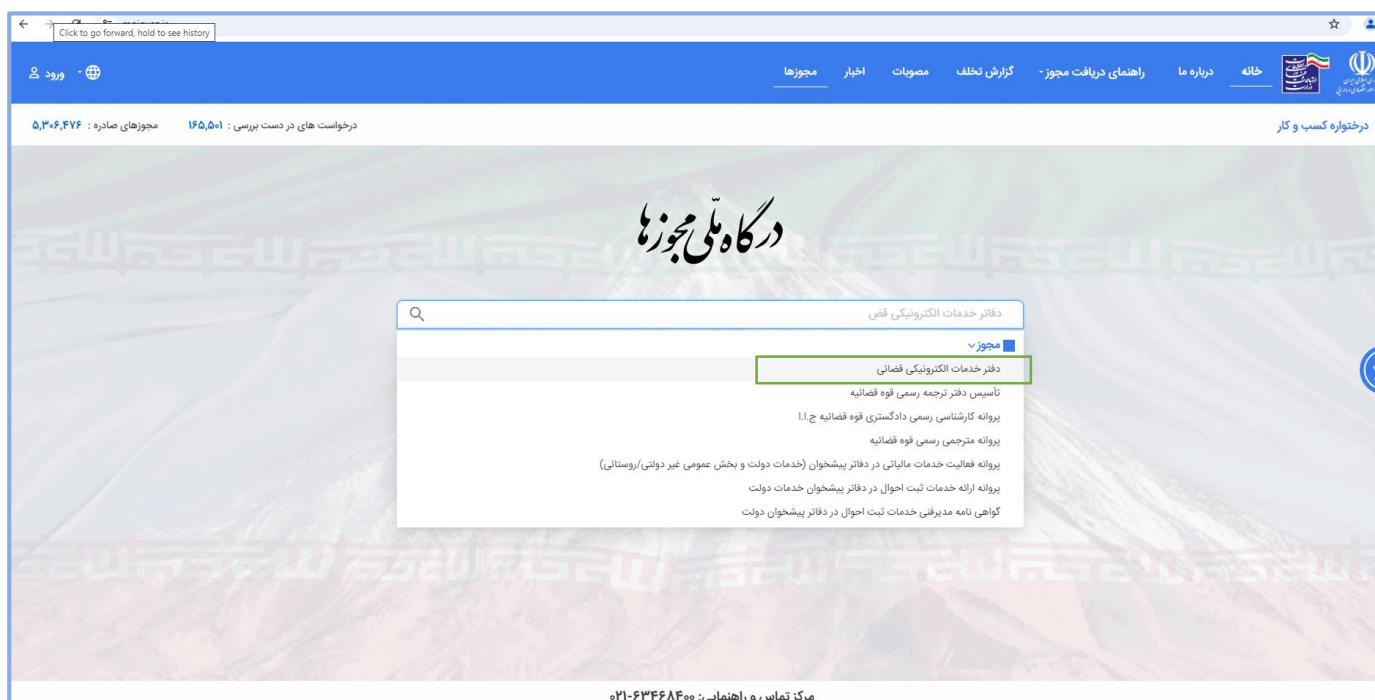 Click to go forward, hold to see history
خانه درباره ما راهنمای دریافت مجوز گزارش تخلف مصوبات اخبار مجوزها ورود
درختواره کسب و کار درخواست های در دست بررسی : ۱۶۵,۵۰۱ مجوزهای صادره : ۵,۳۰۶,۴۷۶
درگاه ملّی مجوزها
دفاتر خدمات الکترونیکی قض
مجوز
دفتر خدمات الکترونیکی قضائی
تأسیس دفتر ترجمه رسمی قوه قضائیه
پروانه کارشناسی رسمی دادگستری قوه قضائیه ج.ا.ا
پروانه مترجمی رسمی قوه قضائیه
پروانه فعالیت خدمات مالیاتی در دفاتر پیشخوان (خدمات دولت و بخش عمومی غیر دولتی/روستائی)
پروانه ارائه خدمات ثبت احوال در دفاتر پیشخوان خدمات دولت
گواهی نامه مدیرفنی خدمات ثبت احوال در دفاتر پیشخوان دولت
مرکز تماس و راهنمایی: ۶۳۴۶۸۴۰۰-۰۲۱